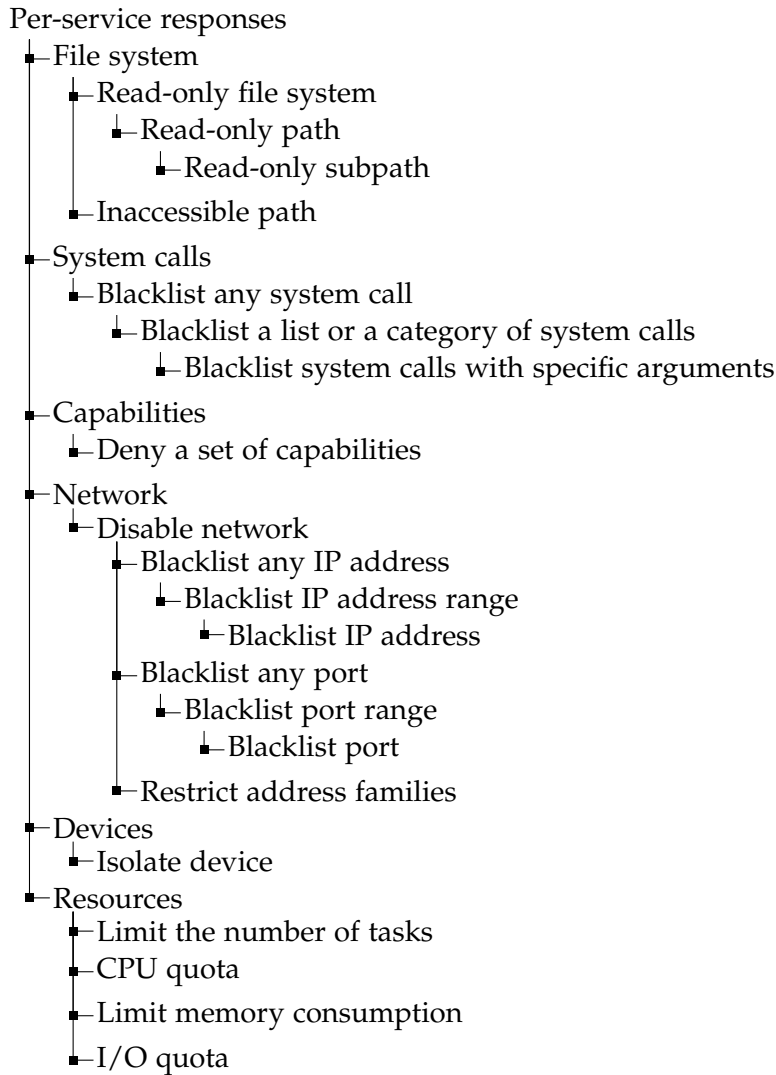 Per-service responses
File system
Read-only file system
Read-only path
Read-only subpath
Inaccessible path
System calls
Blacklist any system call
Blacklist a list or a category of system calls
Blacklist system calls with specific arguments
Capabilities
Deny a set of capabilities
Network
Disable network
Blacklist any IP address
Blacklist IP address range
Blacklist IP address
Blacklist any port
Blacklist port range
Blacklist port
Restrict address families
Devices
Isolate device
Resources
Limit the number of tasks
CPU quota
Limit memory consumption
I/O quota